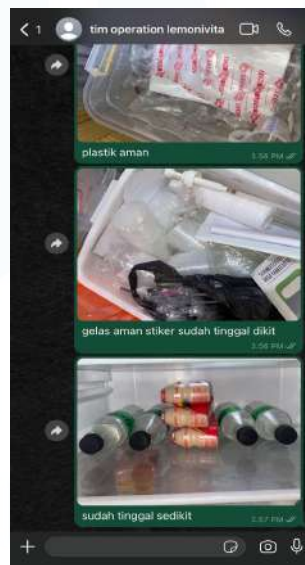 1
tim operation lemonivita
plastik aman
3:56 PM
gelas aman stiker sudah tinggal dikit
3:56 PM
sudah tinggal sedikit
3:57 PM